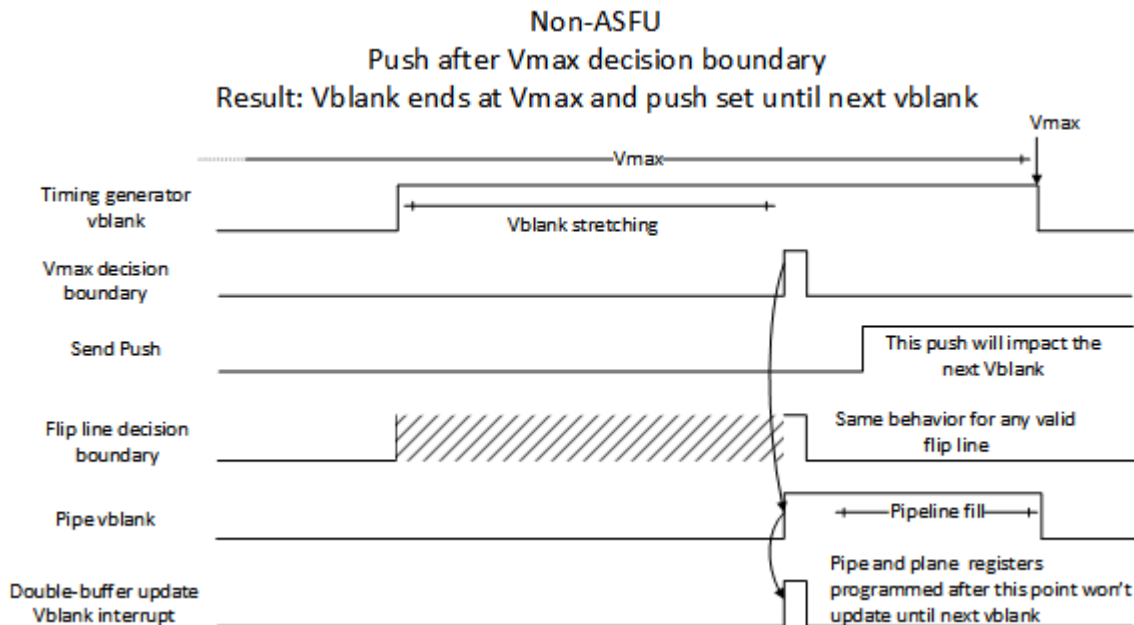 Non-ASFU
Push after Vmax decision boundary
Result: Vblank ends at Vmax and push set until next vblank
Vmax
Vmax
Timing generator
vblank
Vblank stretching
Vmax decision
boundary
Send Push
This push will impact the
next Vblank
Flip line decision
boundary
Same behavior for any valid
flip line
Pipe vblank
Pipeline fill
Double-buffer update
Vblank interrupt
Pipe and plane registers
programmed after this point won't
update until next vblank